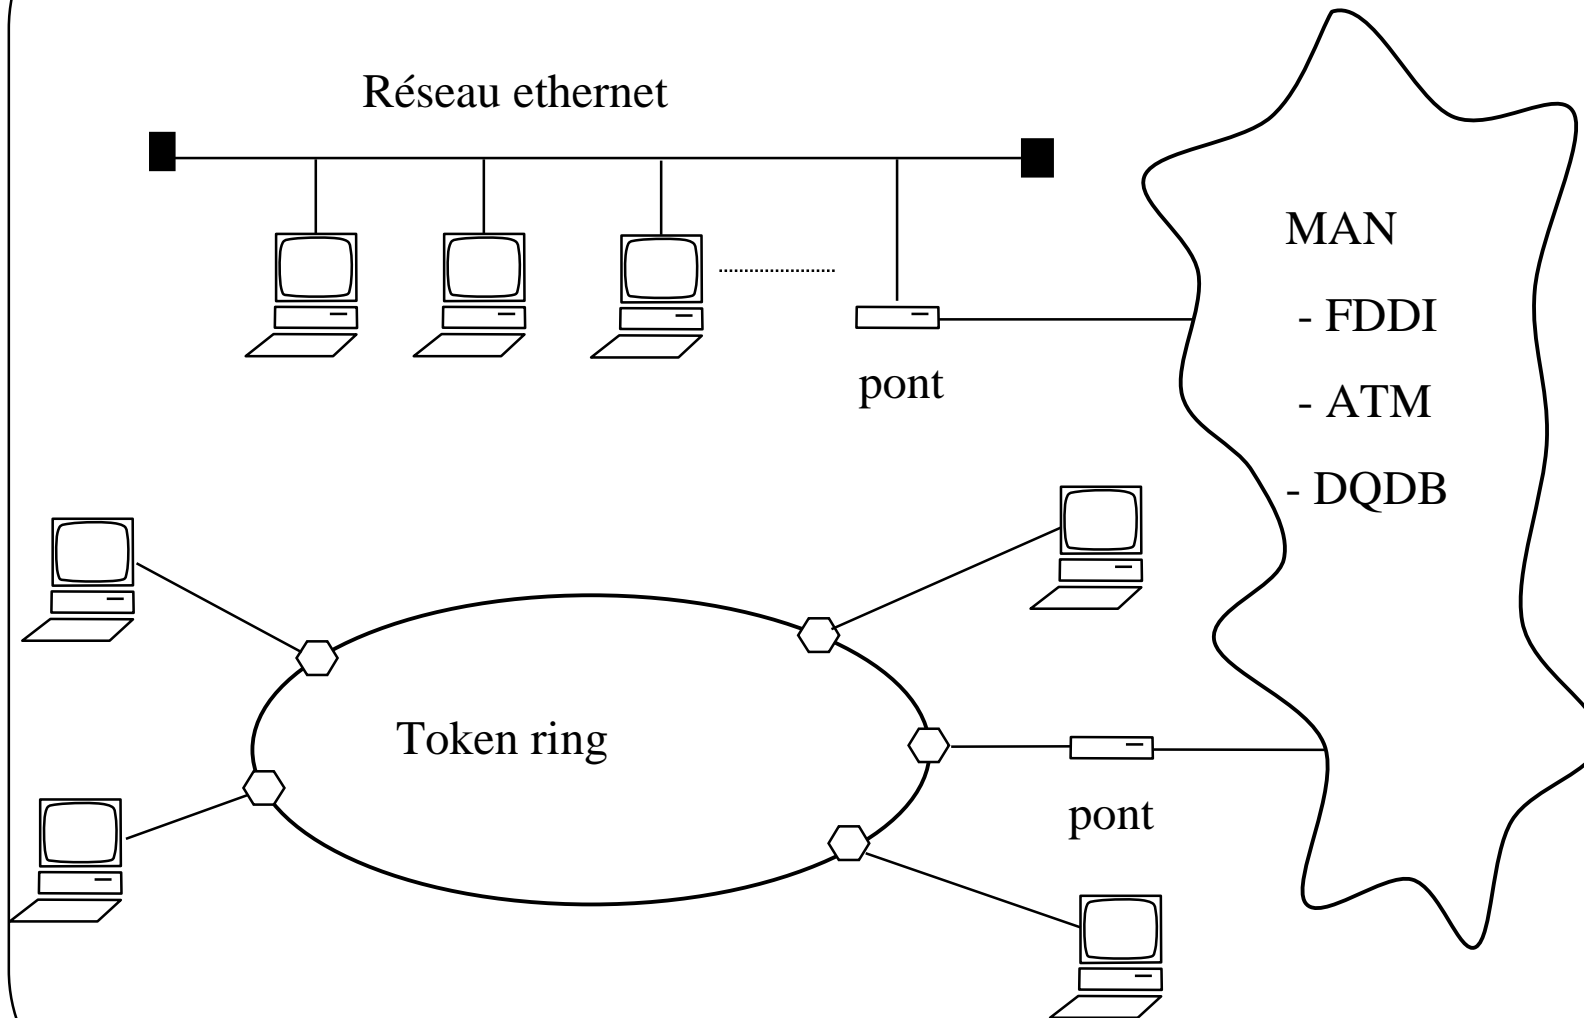 Réseau ethernet
MAN
- FDDI
- ATM
- DQDB
pont
Token ring
pont